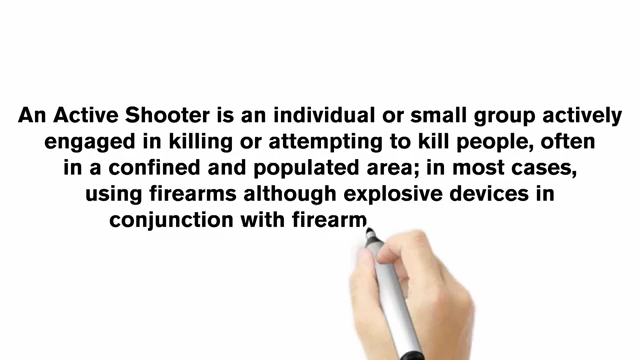 An Active Shooter is an individual or small group actively
engaged in killing or attempting to kill people, often
in a confined and populated area; in most cases,
using firearms although explosive devices in
conjunction with firearm